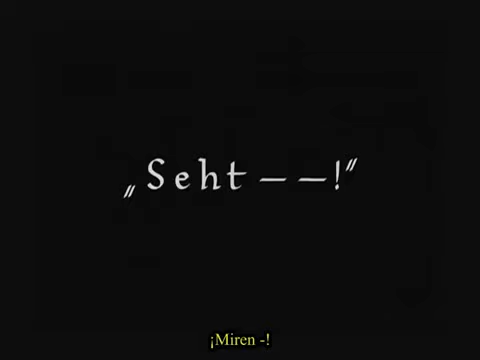 „Seht — —!“
¡Miren -!